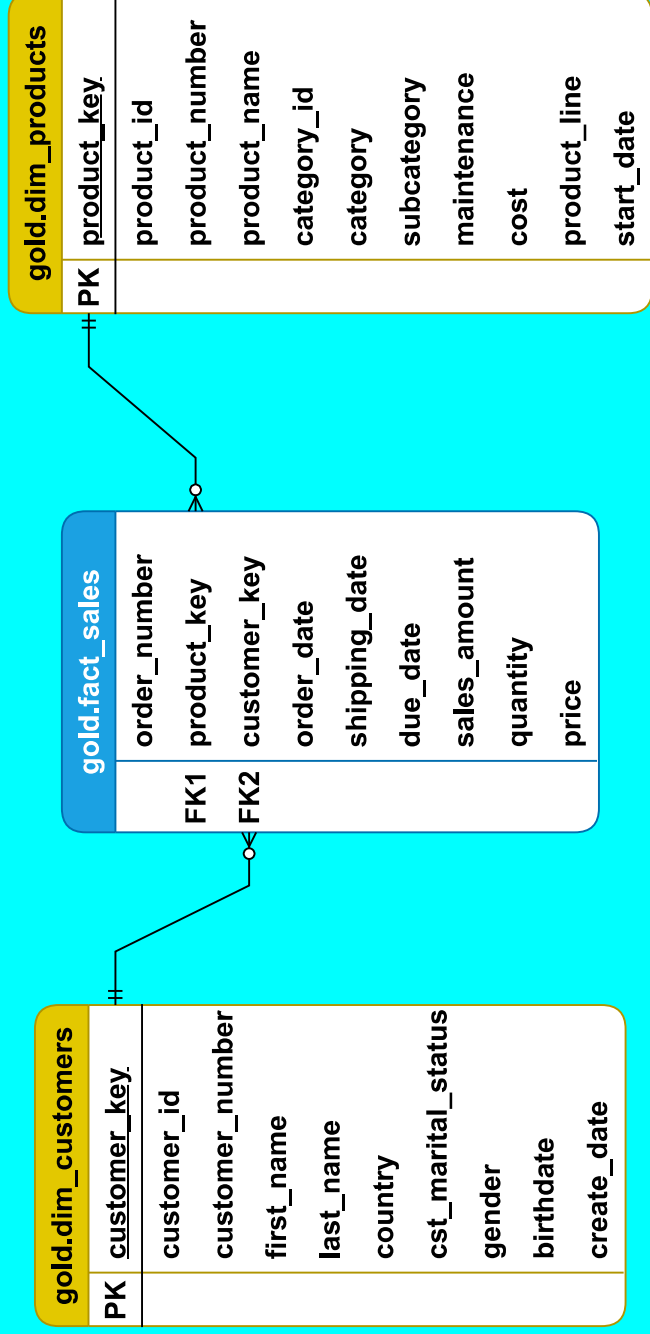 gold.dim_customers
PK customer_key
customer_id
customer_number
first_name
last_name
country
cst_marital_status
gender
birthdate
create_date
gold.fact_sales
order_number
FK1 product_key
FK2 customer_key
order_date
shipping_date
due_date
sales_amount
quantity
price
gold.dim_products
PK product_key
product_id
product_number
product_name
category_id
category
subcategory
maintenance
cost
product_line
start_date